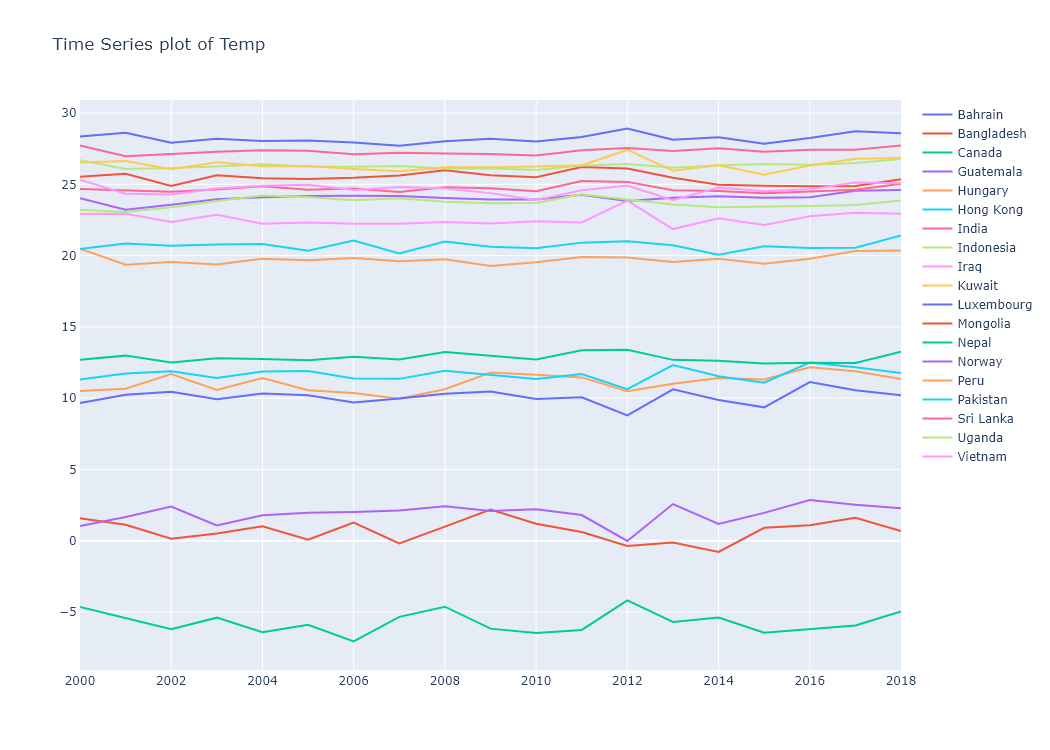 Time Series plot of Temp
30
25
20
15
10
5
0
−5
2000 2002 2004 2006 2008 2010 2012 2014 2016 2018
Bahrain
Bangladesh
Canada
Guatemala
Hungary
Hong Kong
India
Indonesia
Iraq
Kuwait
Luxembourg
Mongolia
Nepal
Norway
Peru
Pakistan
Sri Lanka
Uganda
Vietnam